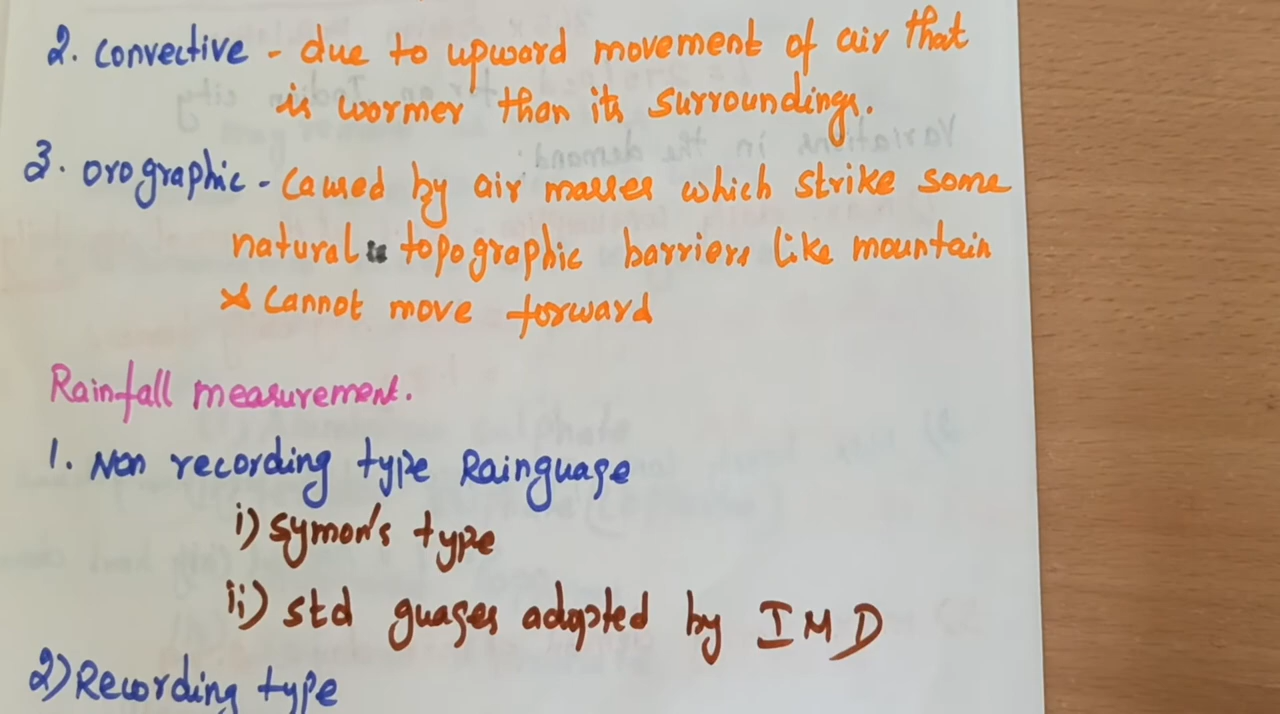 2. convective - due to upword movement of air that
is wormer than its surroundings.
3. orographic - Caused by air masses which strike some
natural topographic barriers like mountain
& cannot move forward
Rainfall measurement.
1. Non recording type Rainguage
i) symon's type
ii) std guages adopted by IMD
2) Recording type